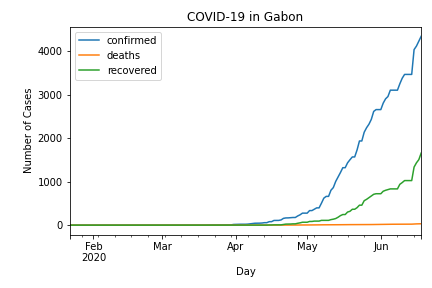 COVID-19 in Gabon
confirmed
deaths
recovered
Number of Cases
4000
3000
2000
1000
0
Feb
2020
Mar
Apr
May
Jun
Day